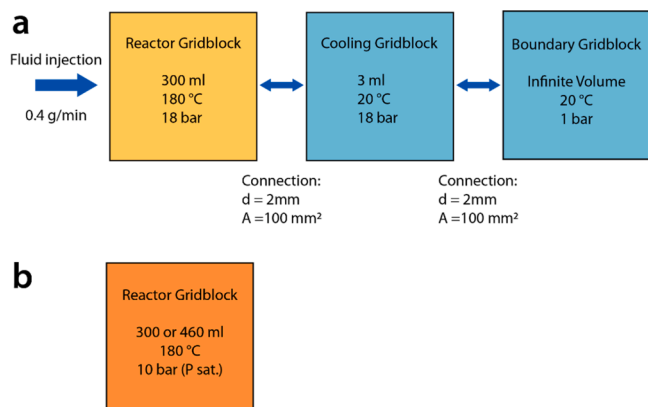 a
Fluid injection
0.4 g/min
Reactor Gridblock
300 ml
180 °C
18 bar
Cooling Gridblock
3 ml
20 °C
18 bar
Boundary Gridblock
Infinite Volume
20 °C
1 bar
Connection:
d = 2mm
A =100 mm²
Connection:
d = 2mm
A =100 mm²
b
Reactor Gridblock
300 or 460 ml
180 °C
10 bar (P sat.)